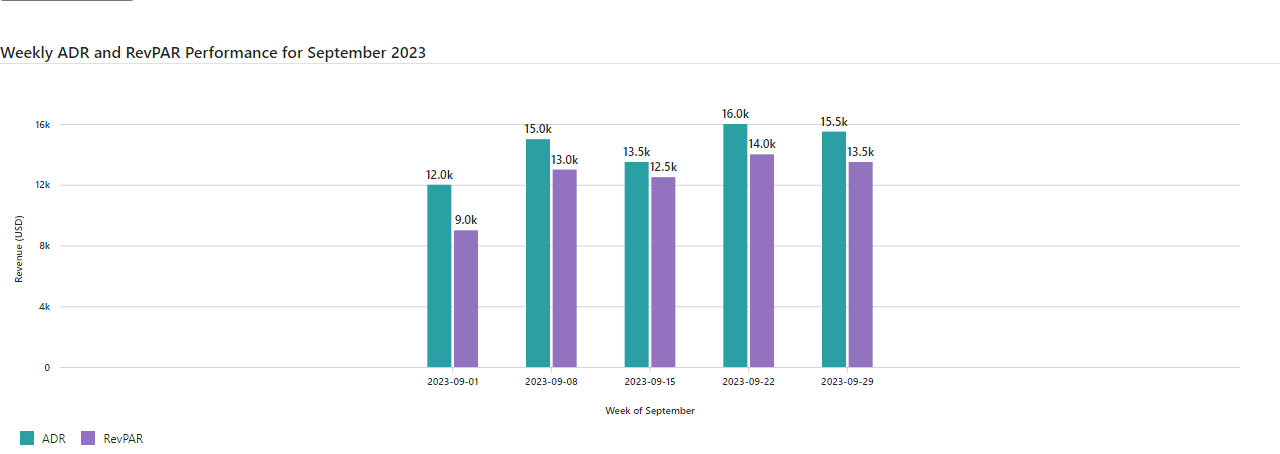 Weekly ADR and RevPAR Performance for September 2023
16.0k
15.5k
15.0k
14.0k
13.5k
13.5k
13.0k
12.5k
12.0k
9.0k
16k
12k
8k
4k
0
Revenue (USD)
2023-09-01 2023-09-08 2023-09-15 2023-09-22 2023-09-29
Week of September
ADR RevPAR